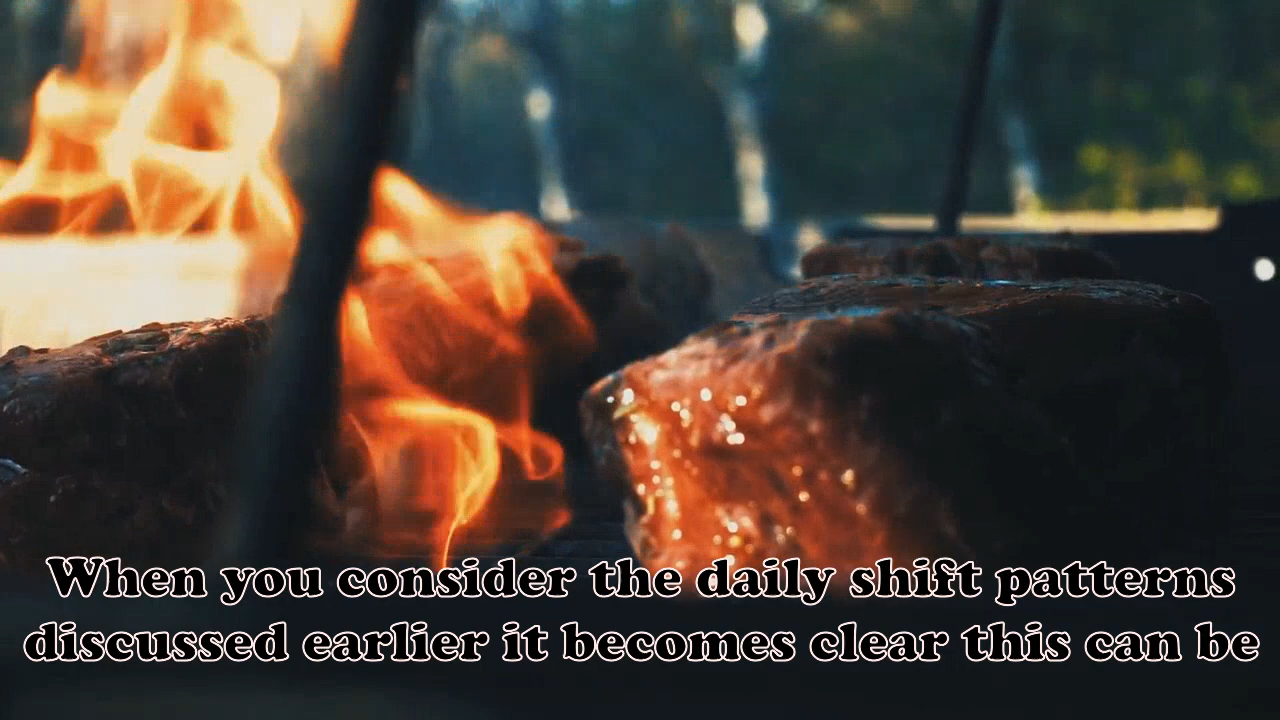 When you consider the daily shift patterns
discussed earlier it becomes clear this can be